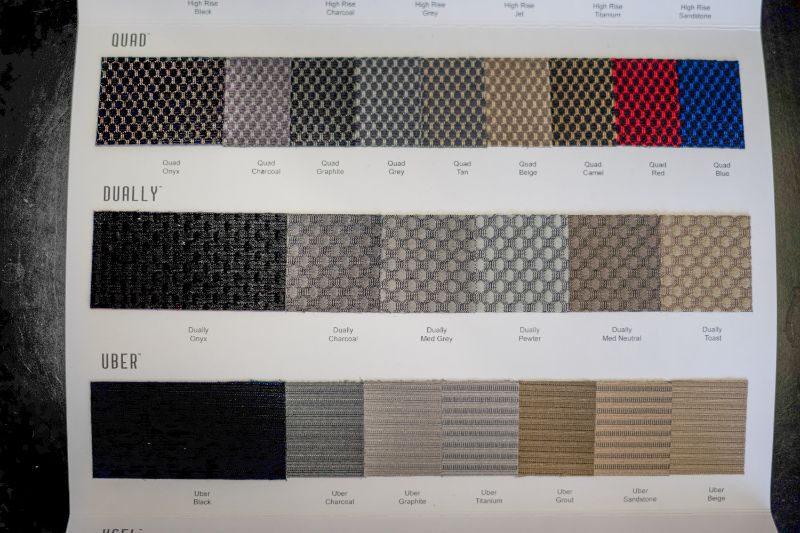 High Rise High Rise High Rise High Rise High Rise High Rise
Black Charcoal Grey Jet Titanium Sandstone
QUAD™
Quad Quad Quad Quad Quad Quad Quad Quad Quad
Onyx Charcoal Graphite Grey Tan Beige Camel Red Blue
DUALLY™
Dually Dually Dually Dually Dually Dually
Onyx Charcoal Med Grey Pewter Med Neutral Toast
UBER™
Uber Uber Uber Uber Uber Uber Uber
Black Charcoal Graphite Titanium Grout Sandstone Beige